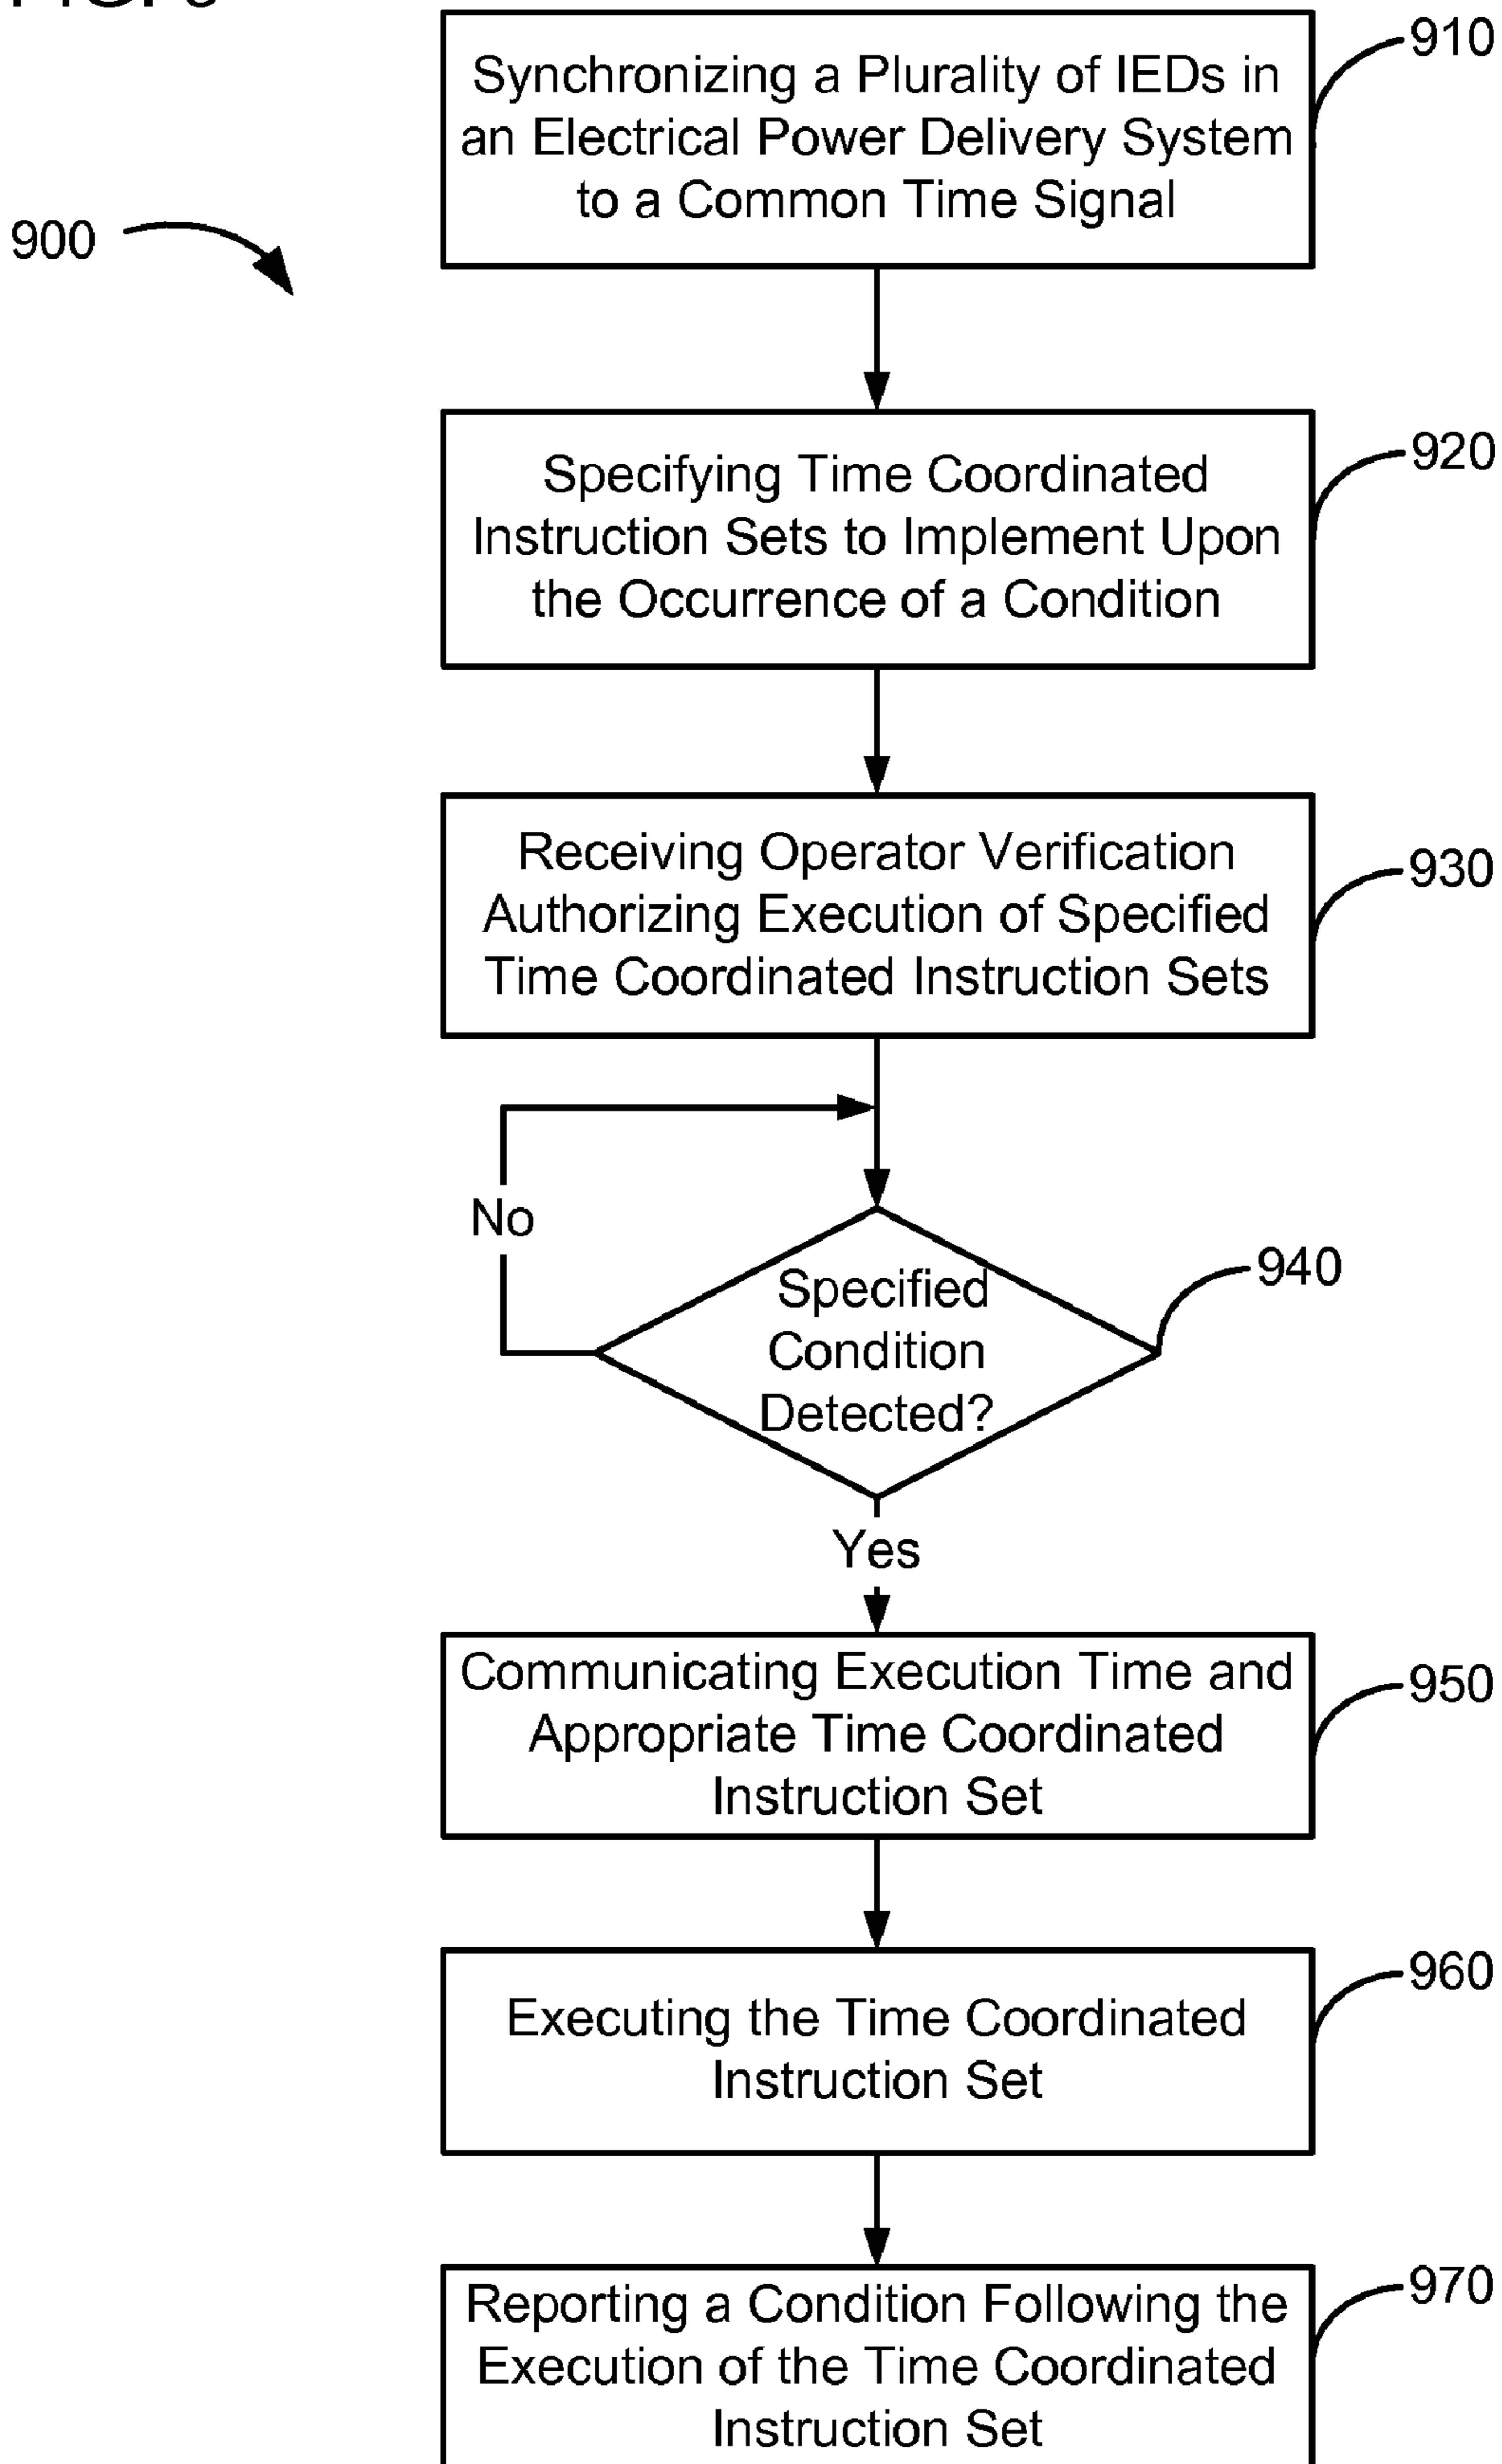 910
Synchronizing a Plurality of IEDs in
an Electrical Power Delivery System
to a Common Time Signal
900
920
Specifying Time Coordinated
Instruction Sets to Implement Upon
the Occurrence of a Condition
930
Receiving Operator Verification
Authorizing Execution of Specified
Time Coordinated Instruction Sets
No
940
Specified
Condition
Detected?
Yes
950
Communicating Execution Time and
Appropriate Time Coordinated
Instruction Set
960
Executing the Time Coordinated
Instruction Set
970
Reporting a Condition Following the
Execution of the Time Coordinated
Instruction Set